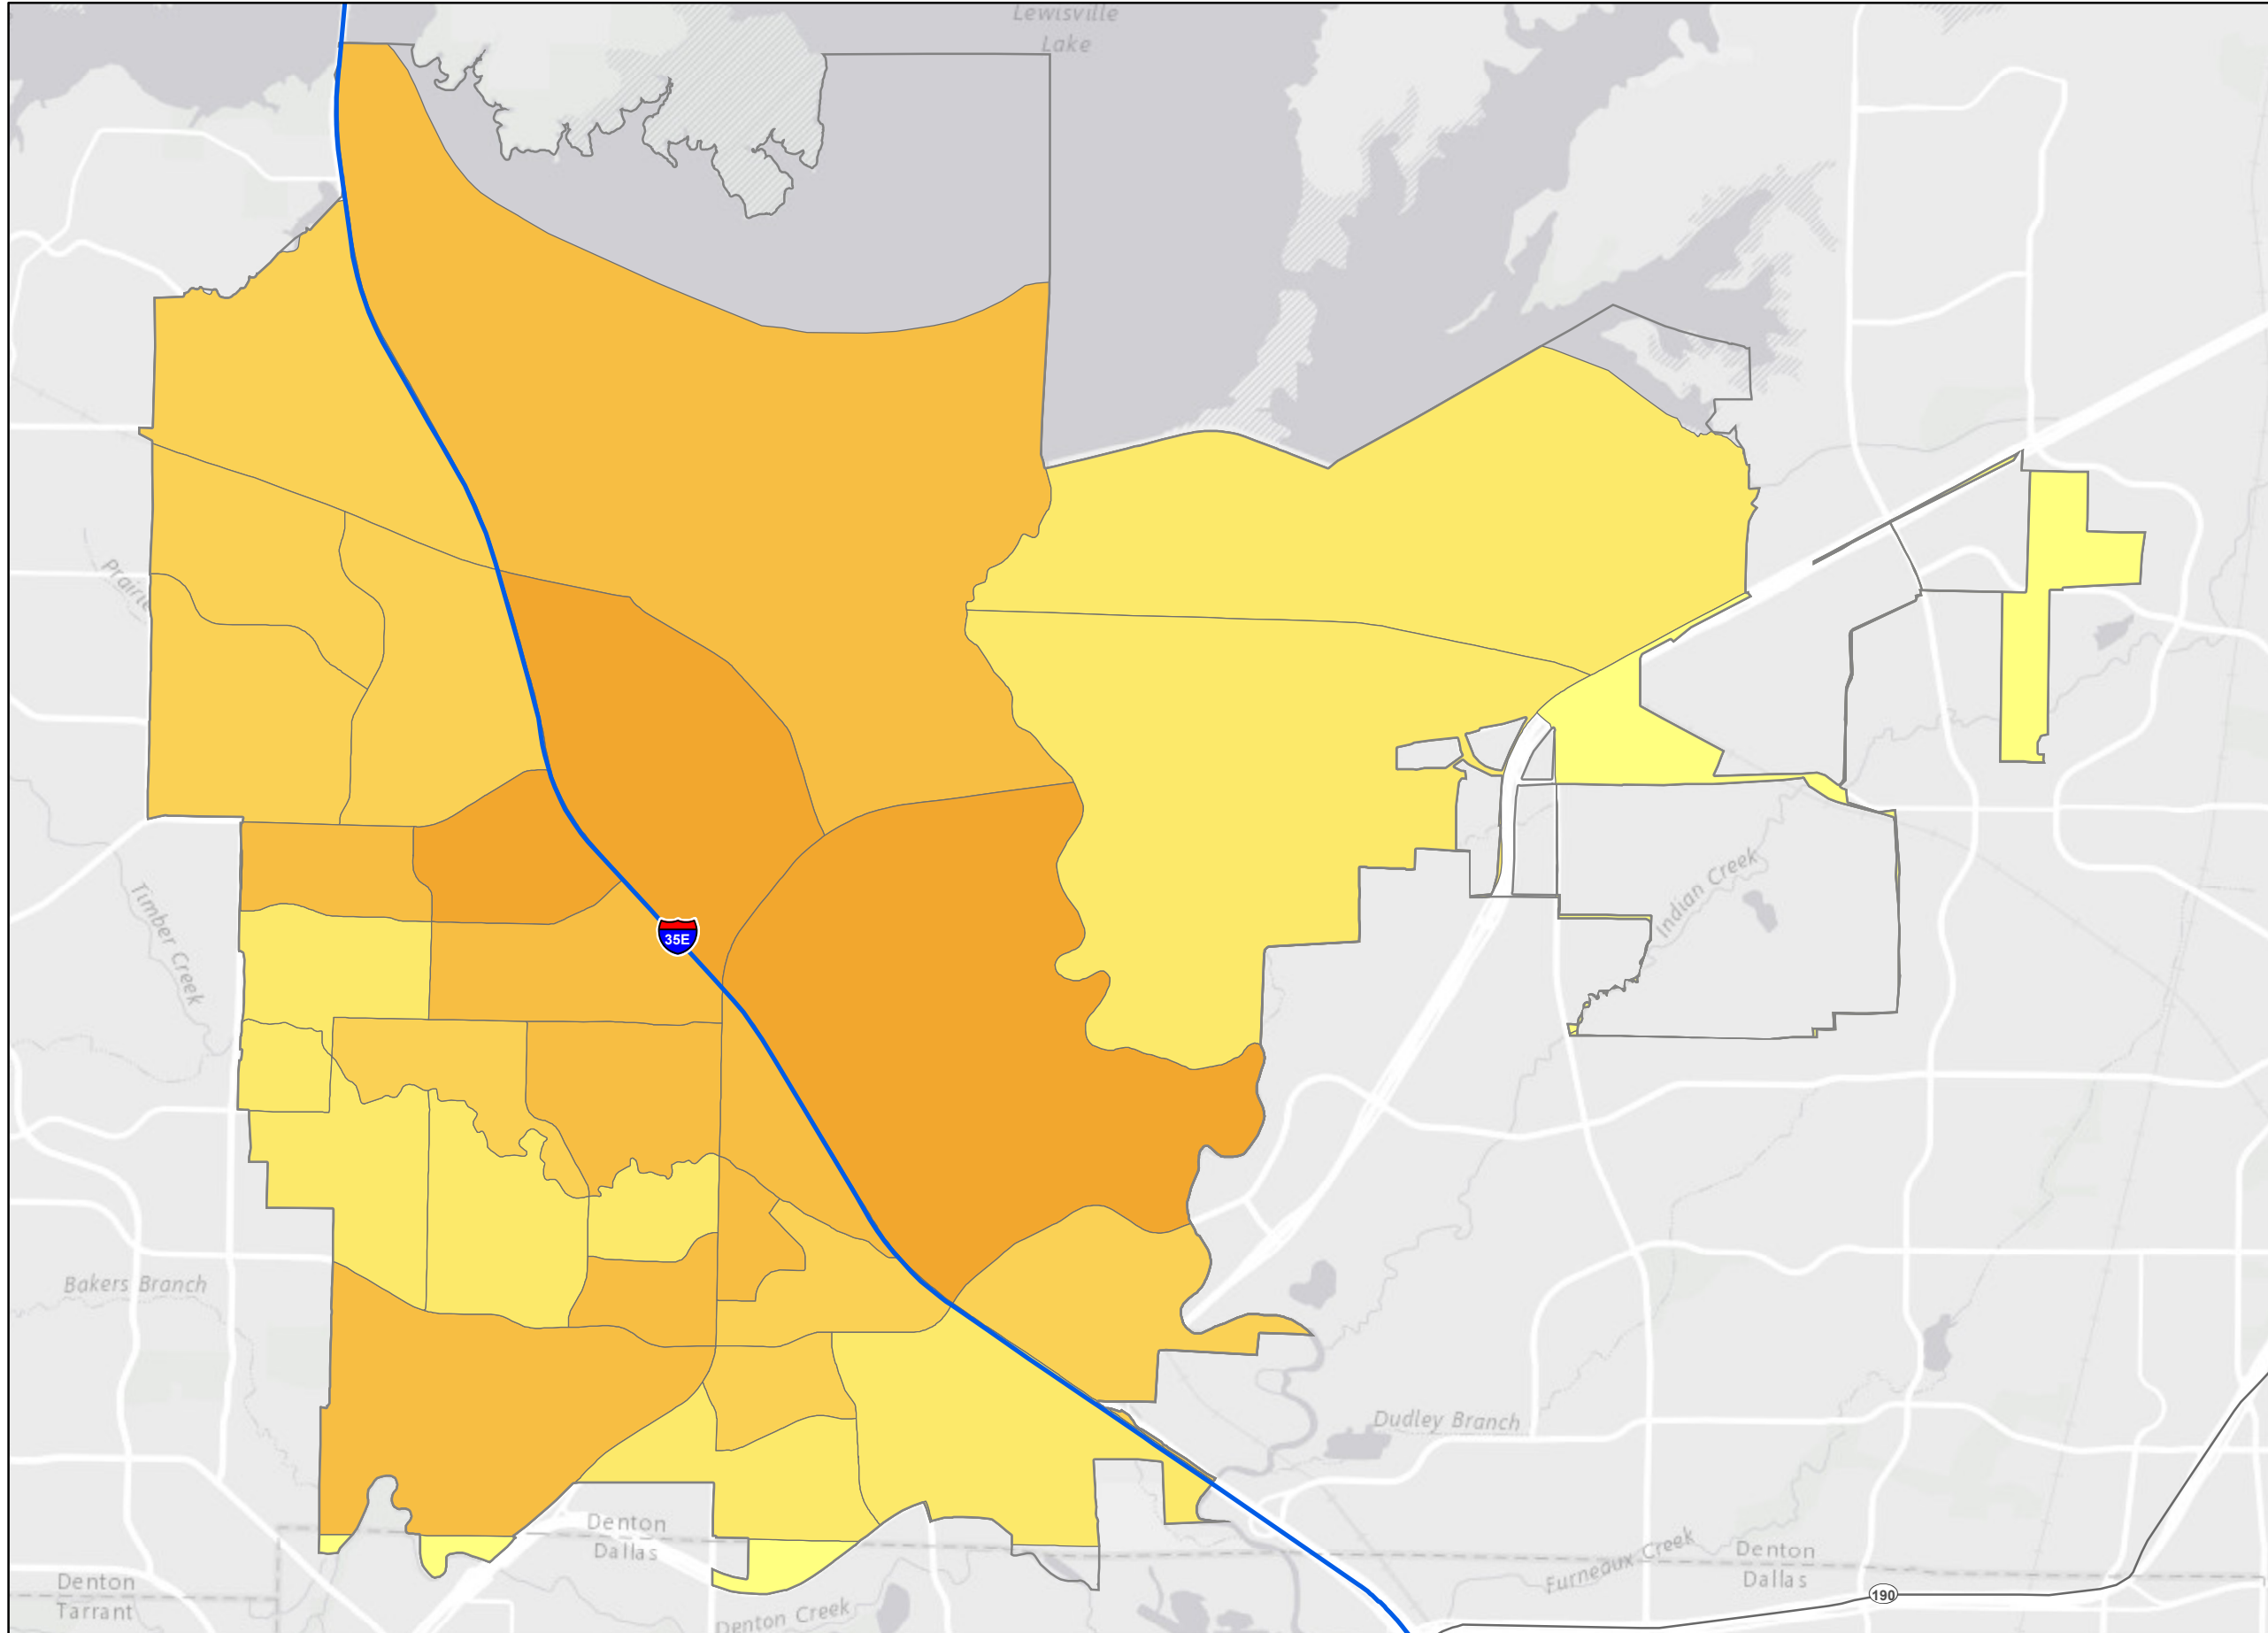 Lewisville
Lake
Prairie
Timber Creek
35E
Indian Creek
Bakers Branch
Dudley Branch
Denton
Dallas
Furneaux Creek
Denton
Dallas
Denton
Tarrant
Denton Creek
190